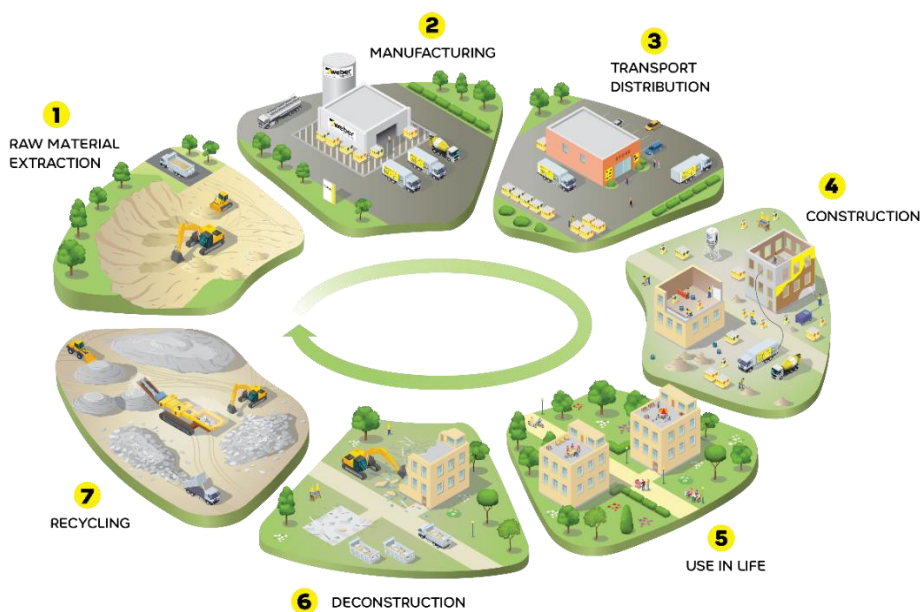 1
RAW MATERIAL
EXTRACTION
2
MANUFACTURING
weber
weber
3
TRANSPORT
DISTRIBUTION
4
CONSTRUCTION
5
USE IN LIFE
6
DECONSTRUCTION
7
RECYCLING